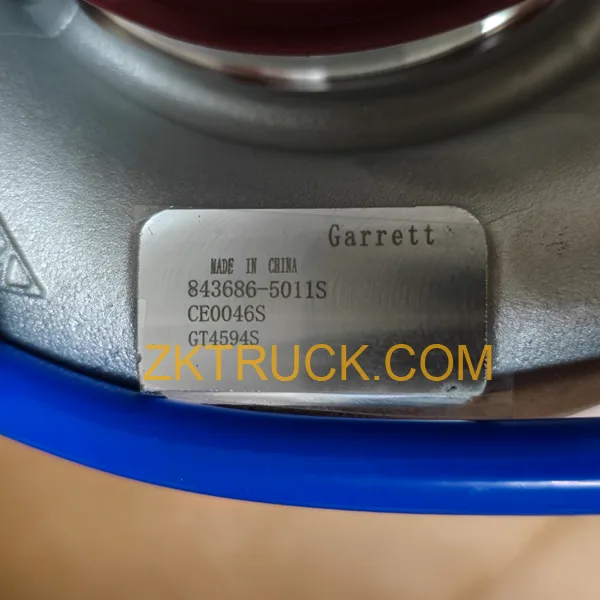 Garrett
MADE IN CHINA
843686-5011S
CE0046S
GT4594S
ZKTRUCK.COM